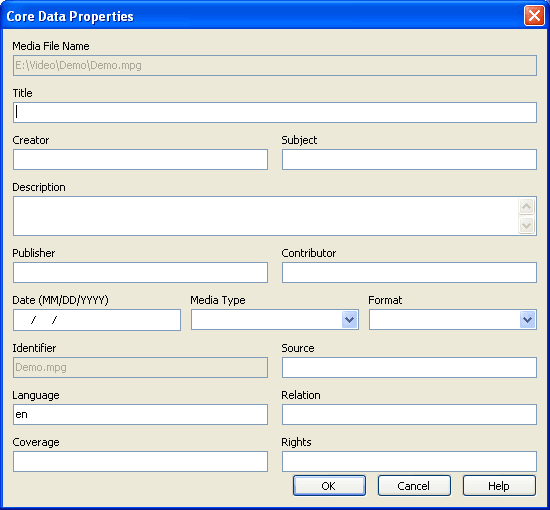 Core Data Properties
Media File Name
E:\Video\Demo\Demo.mpg
Title
Creator Subject
Description
Publisher Contributor
Date (MM/DD/YYYY) Media Type Format
/ /
Identifier Source
Demo.mpg
Language Relation
en
Coverage Rights
OK Cancel Help